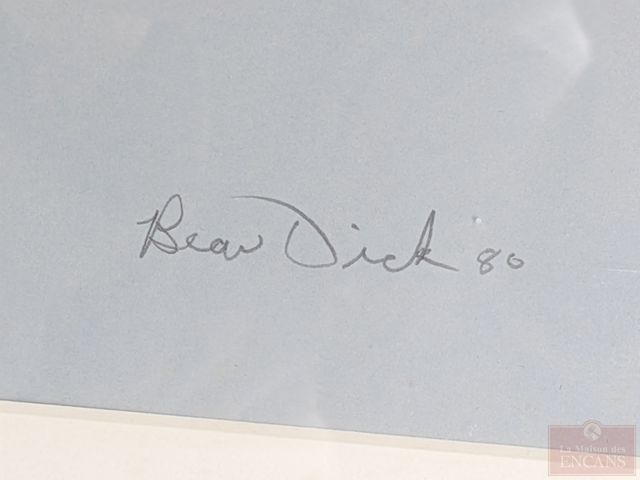 Beau Dick '80
La Maison des
ENCANS